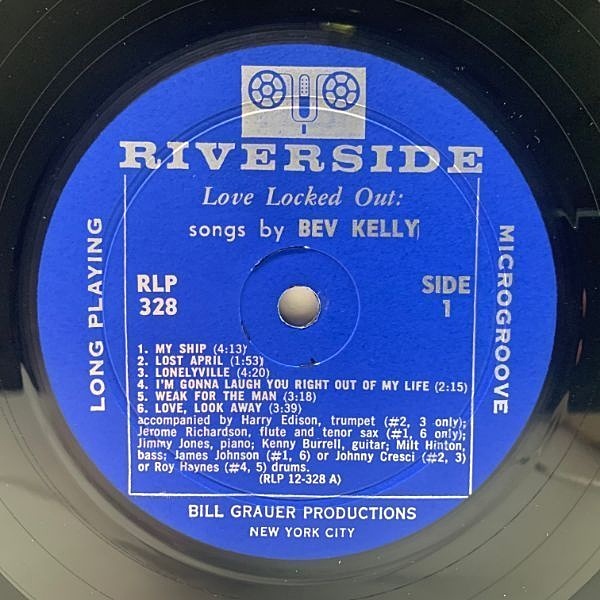 RIVERSIDE
Love Locked Out:
songs by BEV KELLY
LONG PLAYING
RLP
328
SIDE
1
MICROGROOVE
1. MY SHIP (4:13)
2. LOST APRIL (1:53)
3. LONELYVILLE (4:20)
4. I'M GONNA LAUGH YOU RIGHT OUT OF MY LIFE (2:15)
5. WEAK FOR THE MAN (3:18)
6. LOVE, LOOK AWAY (3:39)
accompanied by Harry Edison, trumpet (#2, 3 only);
Jerome Richardson, flute and tenor sax (#1, 6 only);
Jimmy Jones, piano; Kenny Burrell, guitar; Milt Hinton,
bass; James Johnson (#1, 6) or Johnny Cresci (#2, 3)
or Roy Haynes (#4, 5) drums.
(RLP 12-328 A)
BILL GRAUER PRODUCTIONS
NEW YORK CITY